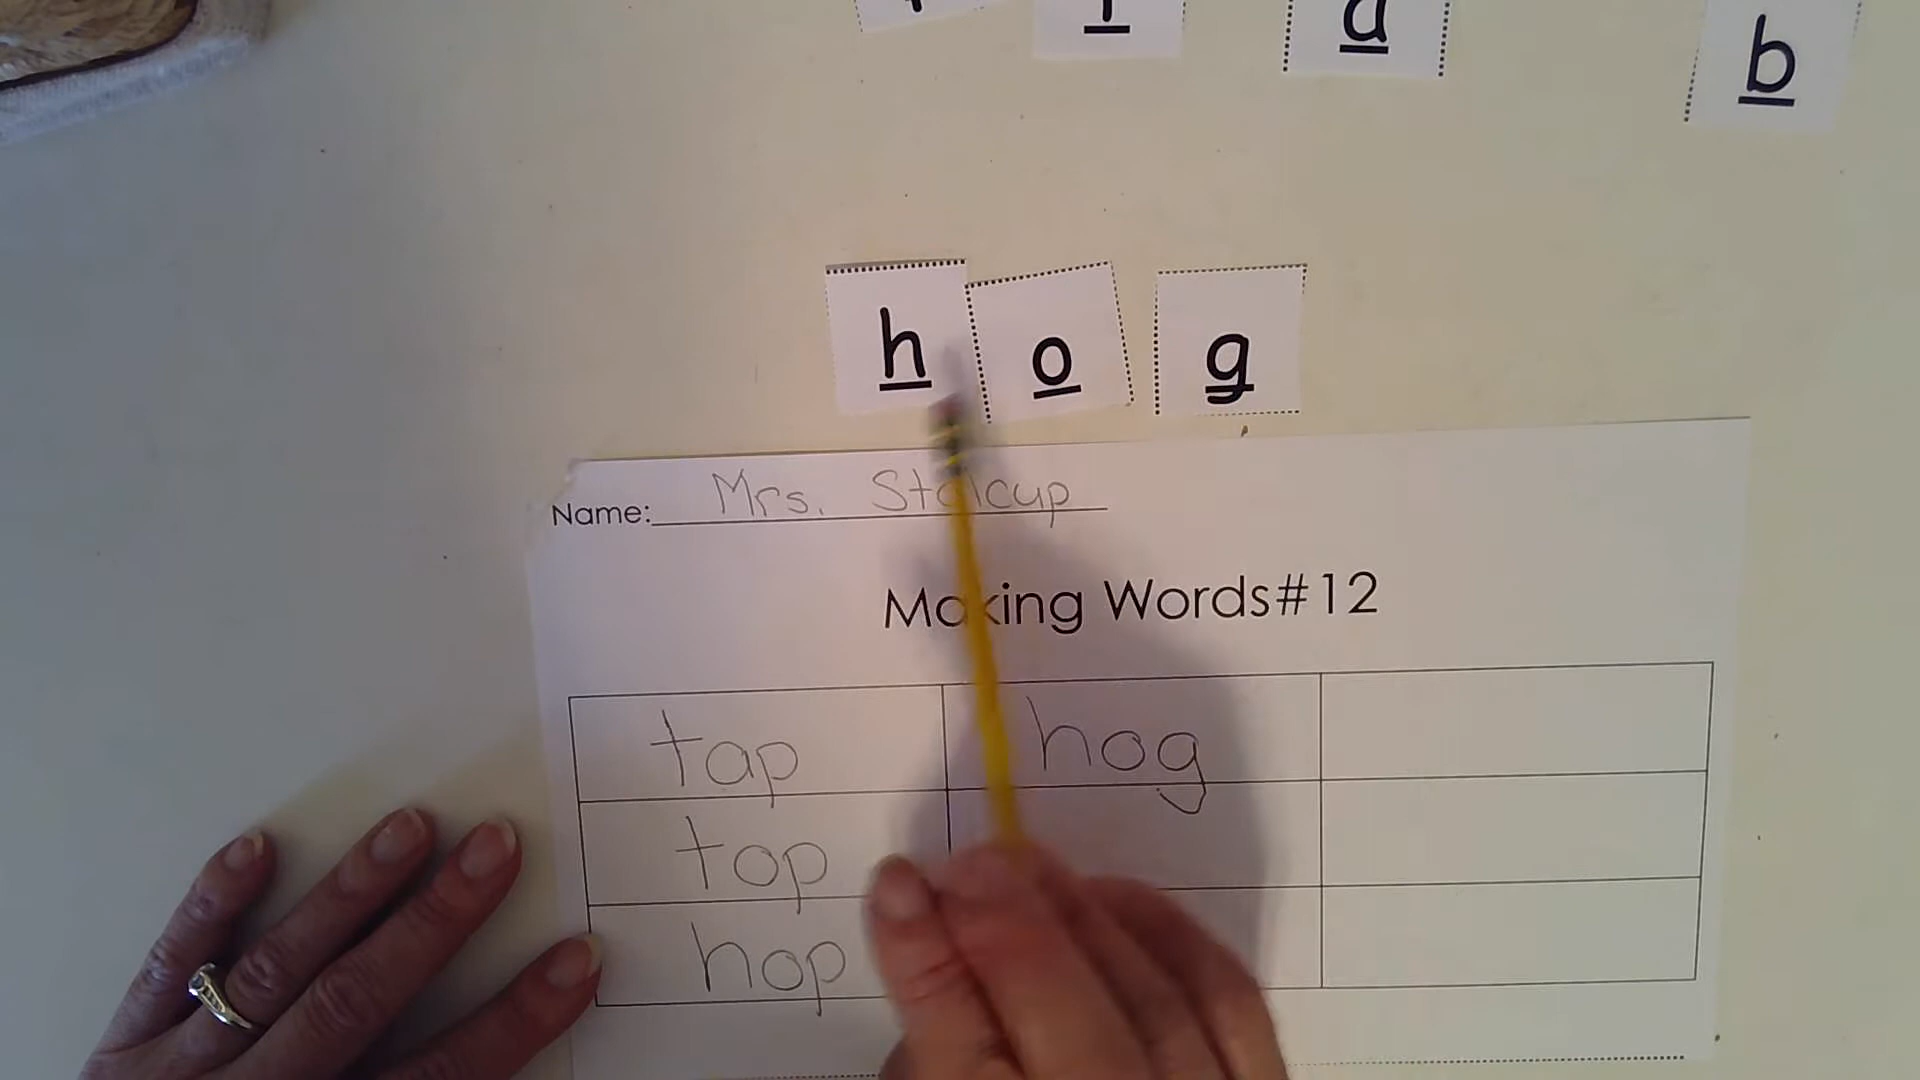 b
h o g
Name: Mrs. Stalcup
Making Words#12
tap hog
top
hop